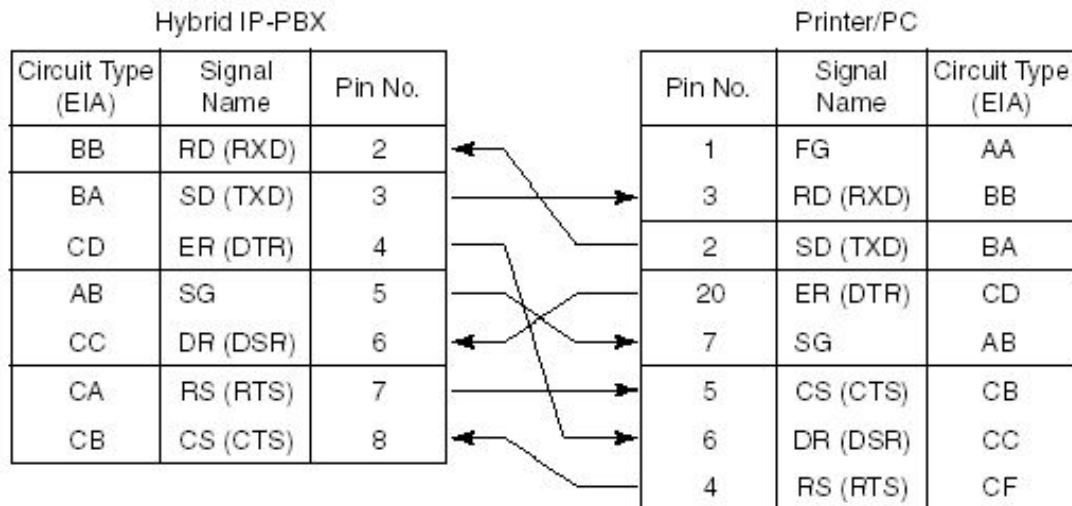 Hybrid IP-PBX
Circuit Type (EIA) Signal Name Pin No.
BB RD (RXD) 2
BA SD (TXD) 3
CD ER (DTR) 4
AB SG 5
CC DR (DSR) 6
CA RS (RTS) 7
CB CS (CTS) 8
Printer/PC
Pin No. Signal Name Circuit Type (EIA)
1 FG AA
3 RD (RXD) BB
2 SD (TXD) BA
20 ER (DTR) CD
7 SG AB
5 CS (CTS) CB
6 DR (DSR) CC
4 RS (RTS) CF